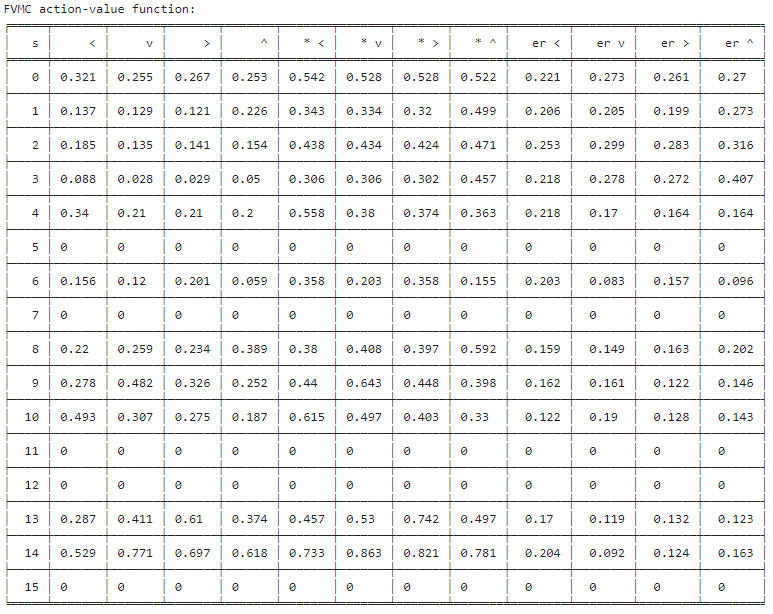 FVMC action-value function:
s < v > ^ * < * v * > * ^ er < er v er > er ^
0 0.321 0.255 0.267 0.253 0.542 0.528 0.528 0.522 0.221 0.273 0.261 0.27
1 0.137 0.129 0.121 0.226 0.343 0.334 0.32 0.499 0.206 0.205 0.199 0.273
2 0.185 0.135 0.141 0.154 0.438 0.434 0.424 0.471 0.253 0.299 0.283 0.316
3 0.088 0.028 0.029 0.05 0.306 0.306 0.302 0.457 0.218 0.278 0.272 0.407
4 0.34 0.21 0.21 0.2 0.558 0.38 0.374 0.363 0.218 0.17 0.164 0.164
5 0 0 0 0 0 0 0 0 0 0 0 0
6 0.156 0.12 0.201 0.059 0.358 0.203 0.358 0.155 0.203 0.083 0.157 0.096
7 0 0 0 0 0 0 0 0 0 0 0 0
8 0.22 0.259 0.234 0.389 0.38 0.408 0.397 0.592 0.159 0.149 0.163 0.202
9 0.278 0.482 0.326 0.252 0.44 0.643 0.448 0.398 0.162 0.161 0.122 0.146
10 0.493 0.307 0.275 0.187 0.615 0.497 0.403 0.33 0.122 0.19 0.128 0.143
11 0 0 0 0 0 0 0 0 0 0 0 0
12 0 0 0 0 0 0 0 0 0 0 0 0
13 0.287 0.411 0.61 0.374 0.457 0.53 0.742 0.497 0.17 0.119 0.132 0.123
14 0.529 0.771 0.697 0.618 0.733 0.863 0.821 0.781 0.204 0.092 0.124 0.163
15 0 0 0 0 0 0 0 0 0 0 0 0